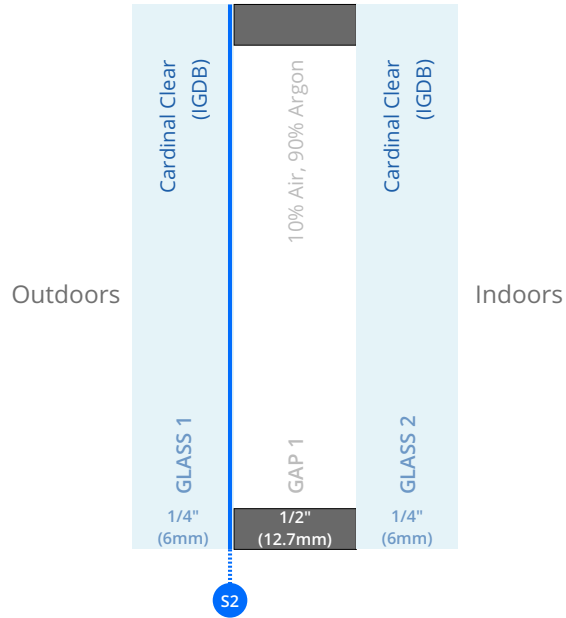 Cardinal Clear
(IGDB)
10% Air, 90% Argon
Cardinal Clear
(IGDB)
Outdoors
Indoors
GLASS 1
GAP 1
GLASS 2
1/4"
(6mm)
1/2"
(12.7mm)
1/4"
(6mm)
S2